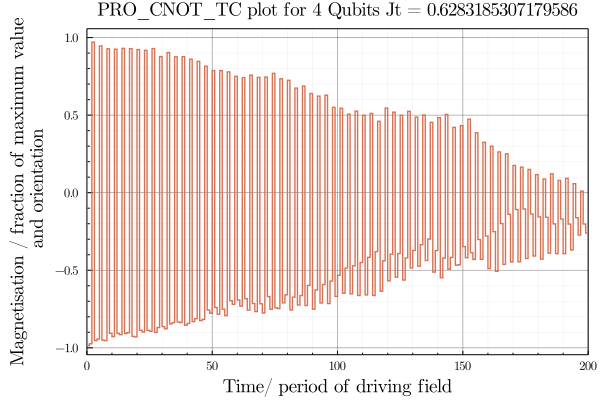 PRO_CNOT_TC plot for 4 Qubits Jt = 0.6283185307179586
Magnetisation / fraction of maximum value
and orientation
1.0
0.5
0.0
−0.5
−1.0
0 50 100 150 200
Time/ period of driving field